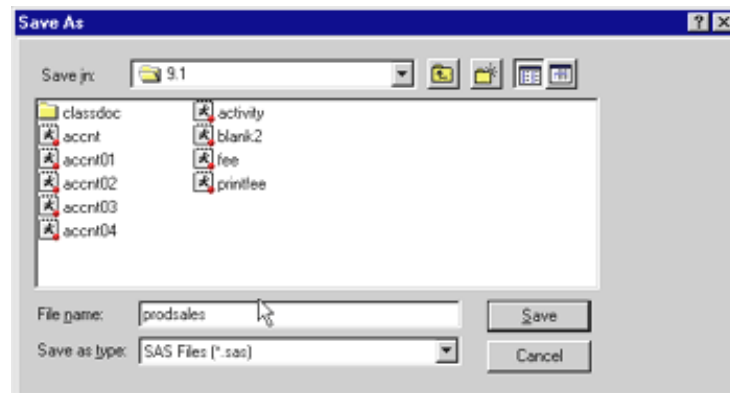 Save As
Save in: 9.1
classdoc activity
accnt blank2
accnt01 fee
accnt02 printfee
accnt03
accnt04
File name: prodsales Save
Save as type: SAS Files (*.sas) Cancel